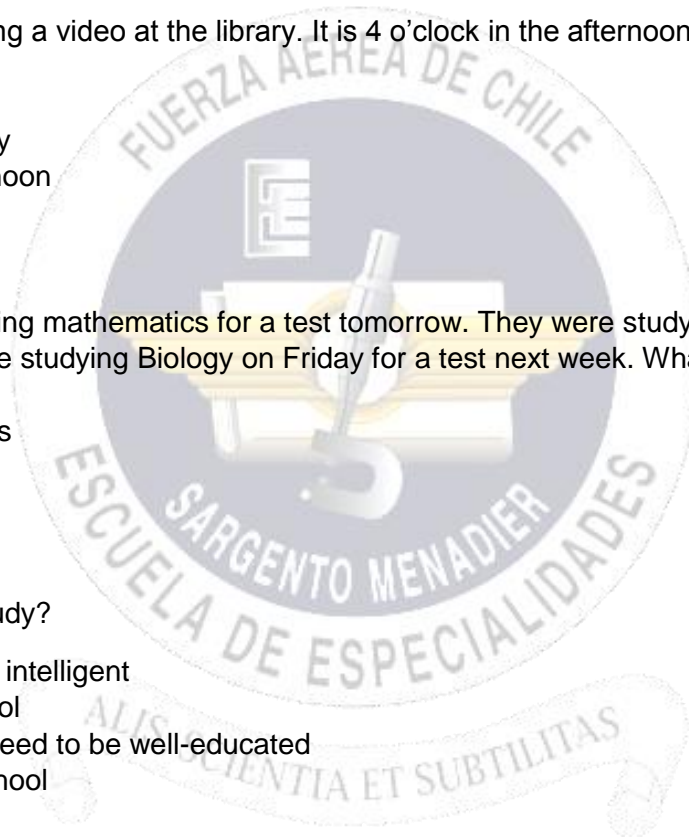 ng a video at the library. It is 4 o’clock in the afternoon
y
noon
ing mathematics for a test tomorrow. They were study
e studying Biology on Friday for a test next week. Wha
s
udy?
intelligent
ol
eed to be well-educated
hool
FUERZA AEREA DE CHILE
SARGENTO MENADIER
ESCUELA DE ESPECIALIDADES
ALIS SCIENTIA ET SUBTILITAS